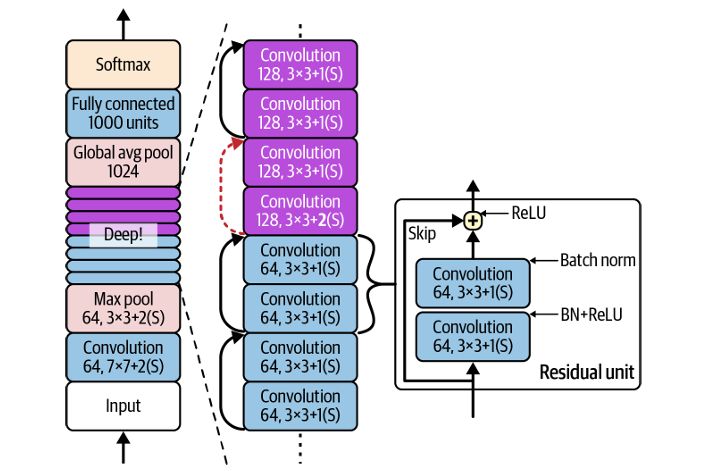 Softmax
Fully connected
1000 units
Global avg pool
1024
Deep!
Max pool
64, 3×3+2(S)
Convolution
64, 7×7+2(S)
Input
Convolution
128, 3×3+1(S)
Convolution
128, 3×3+1(S)
Convolution
128, 3×3+1(S)
Convolution
128, 3×3+2(S)
Convolution
64, 3×3+1(S)
Convolution
64, 3×3+1(S)
Convolution
64, 3×3+1(S)
Convolution
64, 3×3+1(S)
+
ReLU
Skip
Batch norm
Convolution
64, 3×3+1(S)
BN+ReLU
Convolution
64, 3×3+1(S)
Residual unit